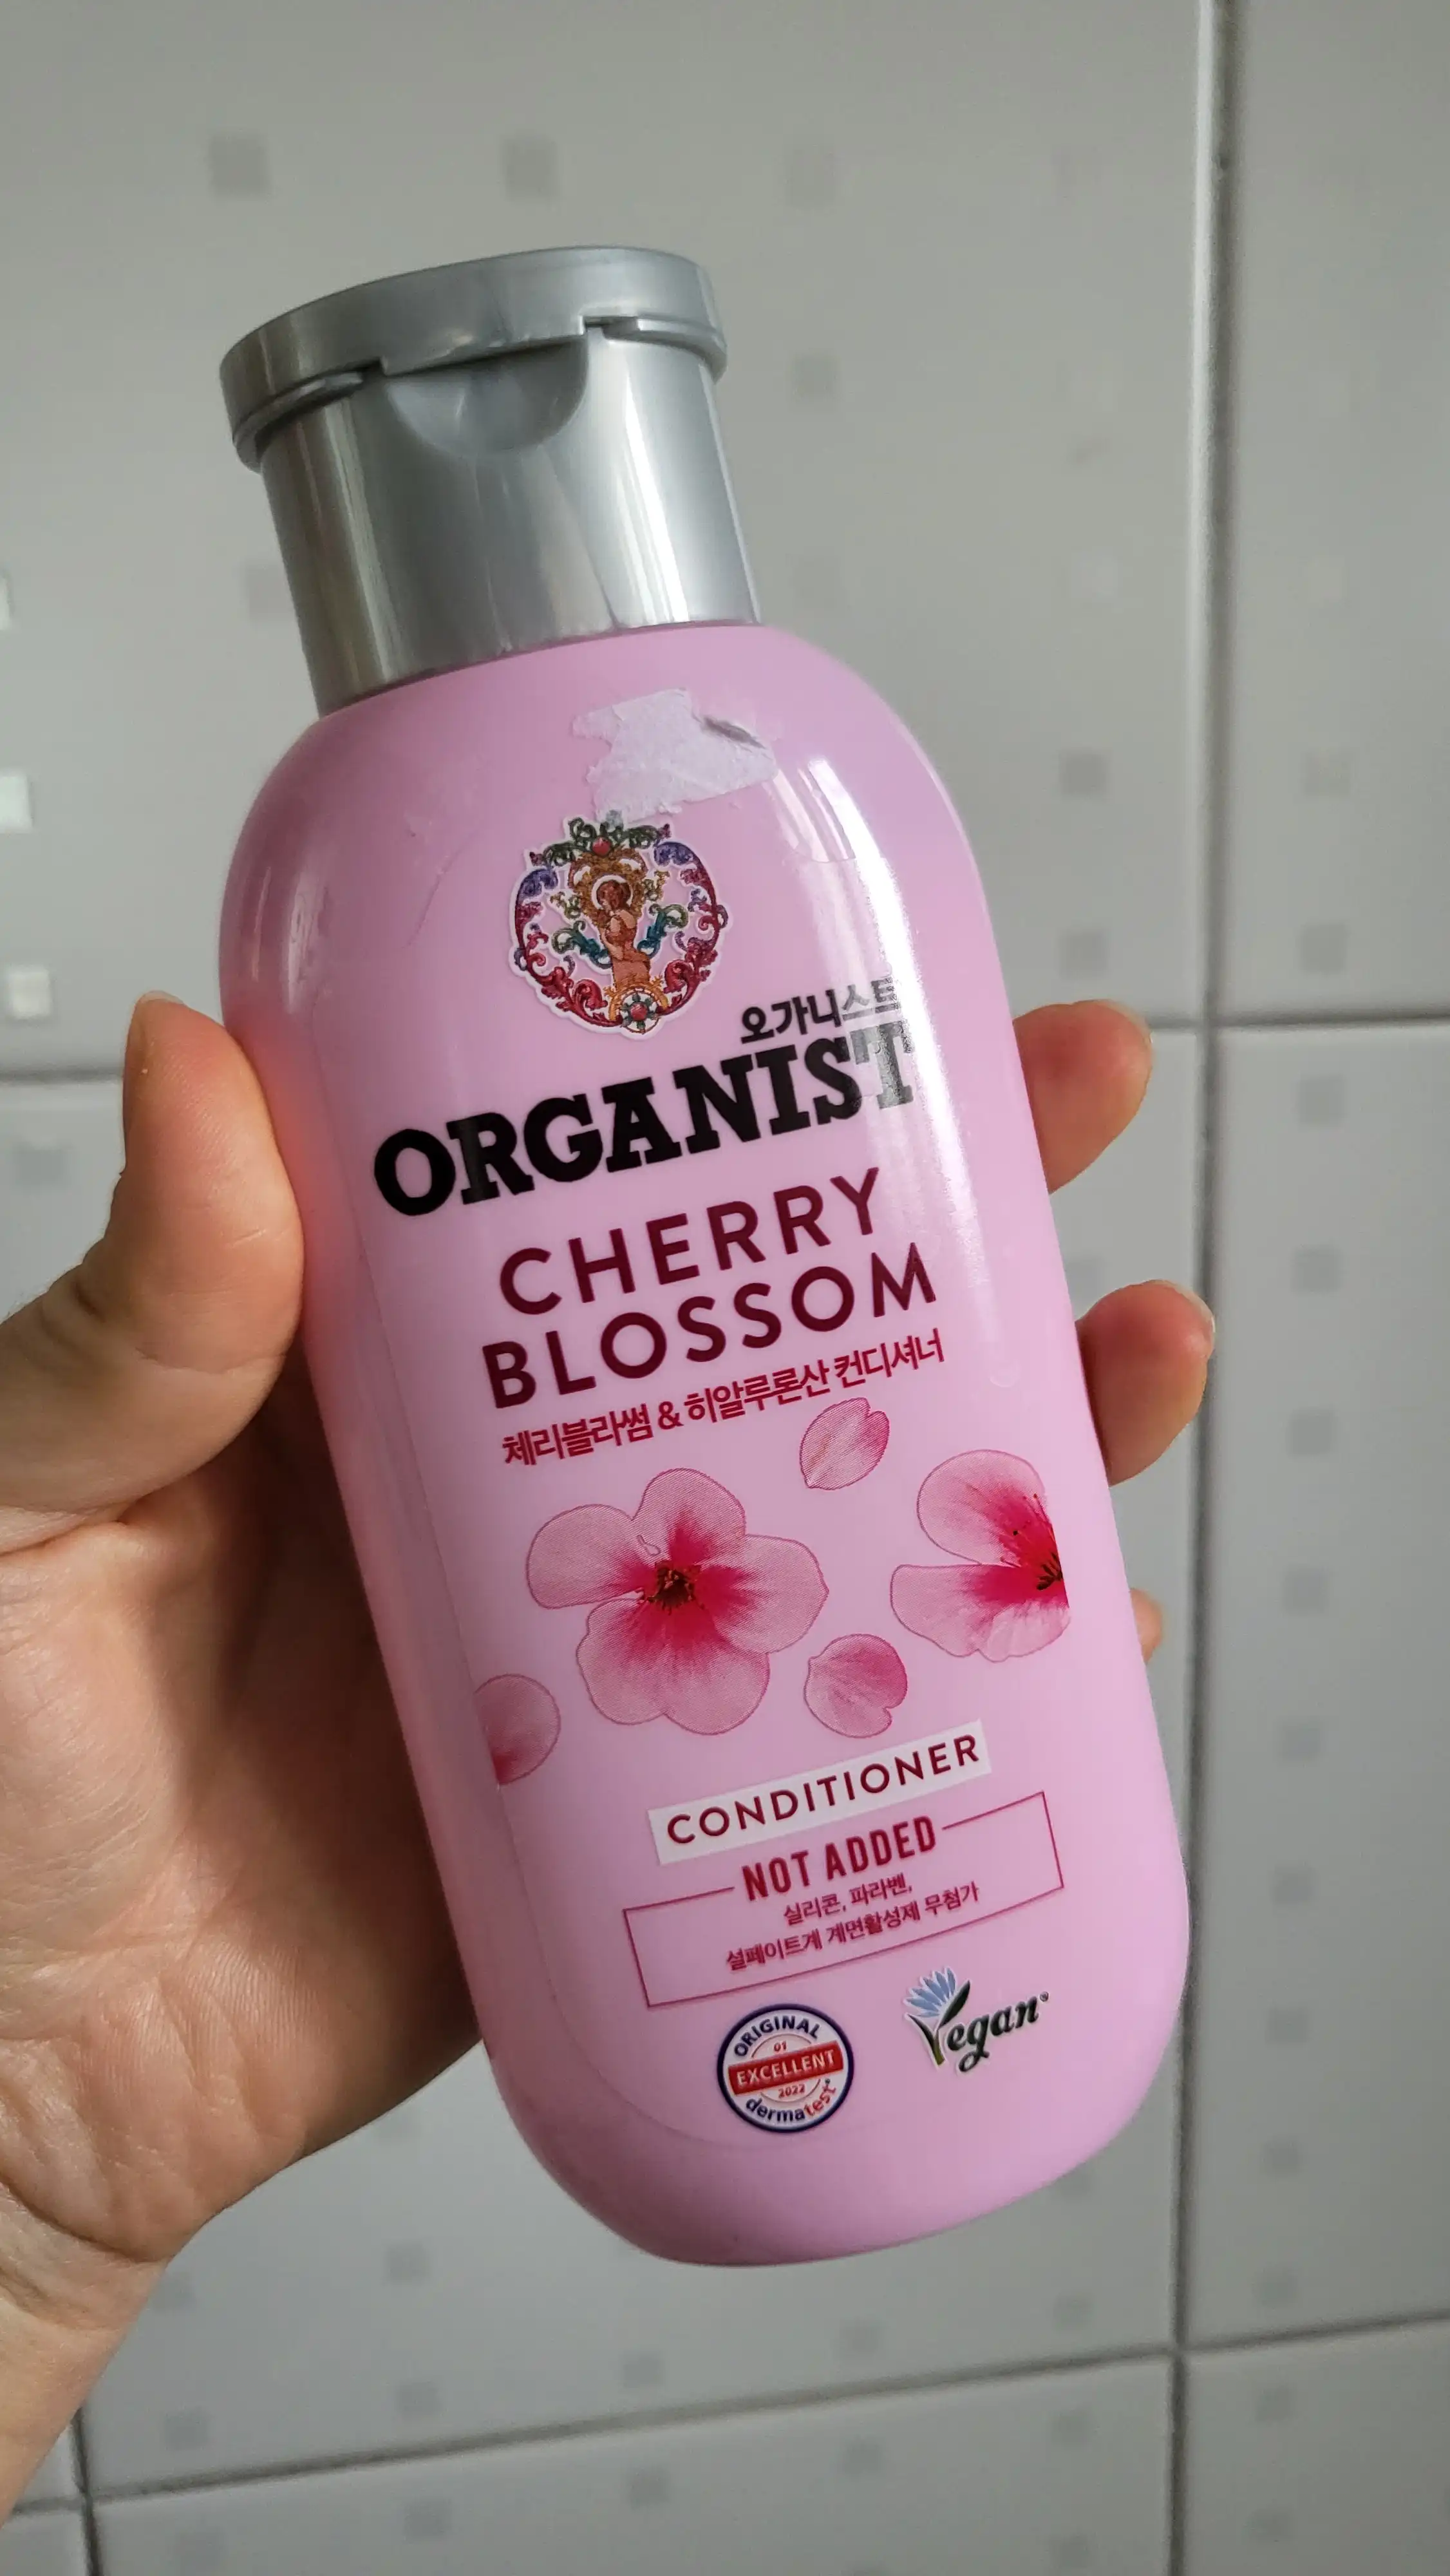 오가니스트
ORGANIST
CHERRY
BLOSSOM
체리블라썸 & 히알루론산 컨디셔너
CONDITIONER
NOT ADDED
실리콘, 파라벤,
설페이트계 계면활성제 무첨가
ORIGINAL
01
EXCELLENT
2022
dermatest®
Vegan®